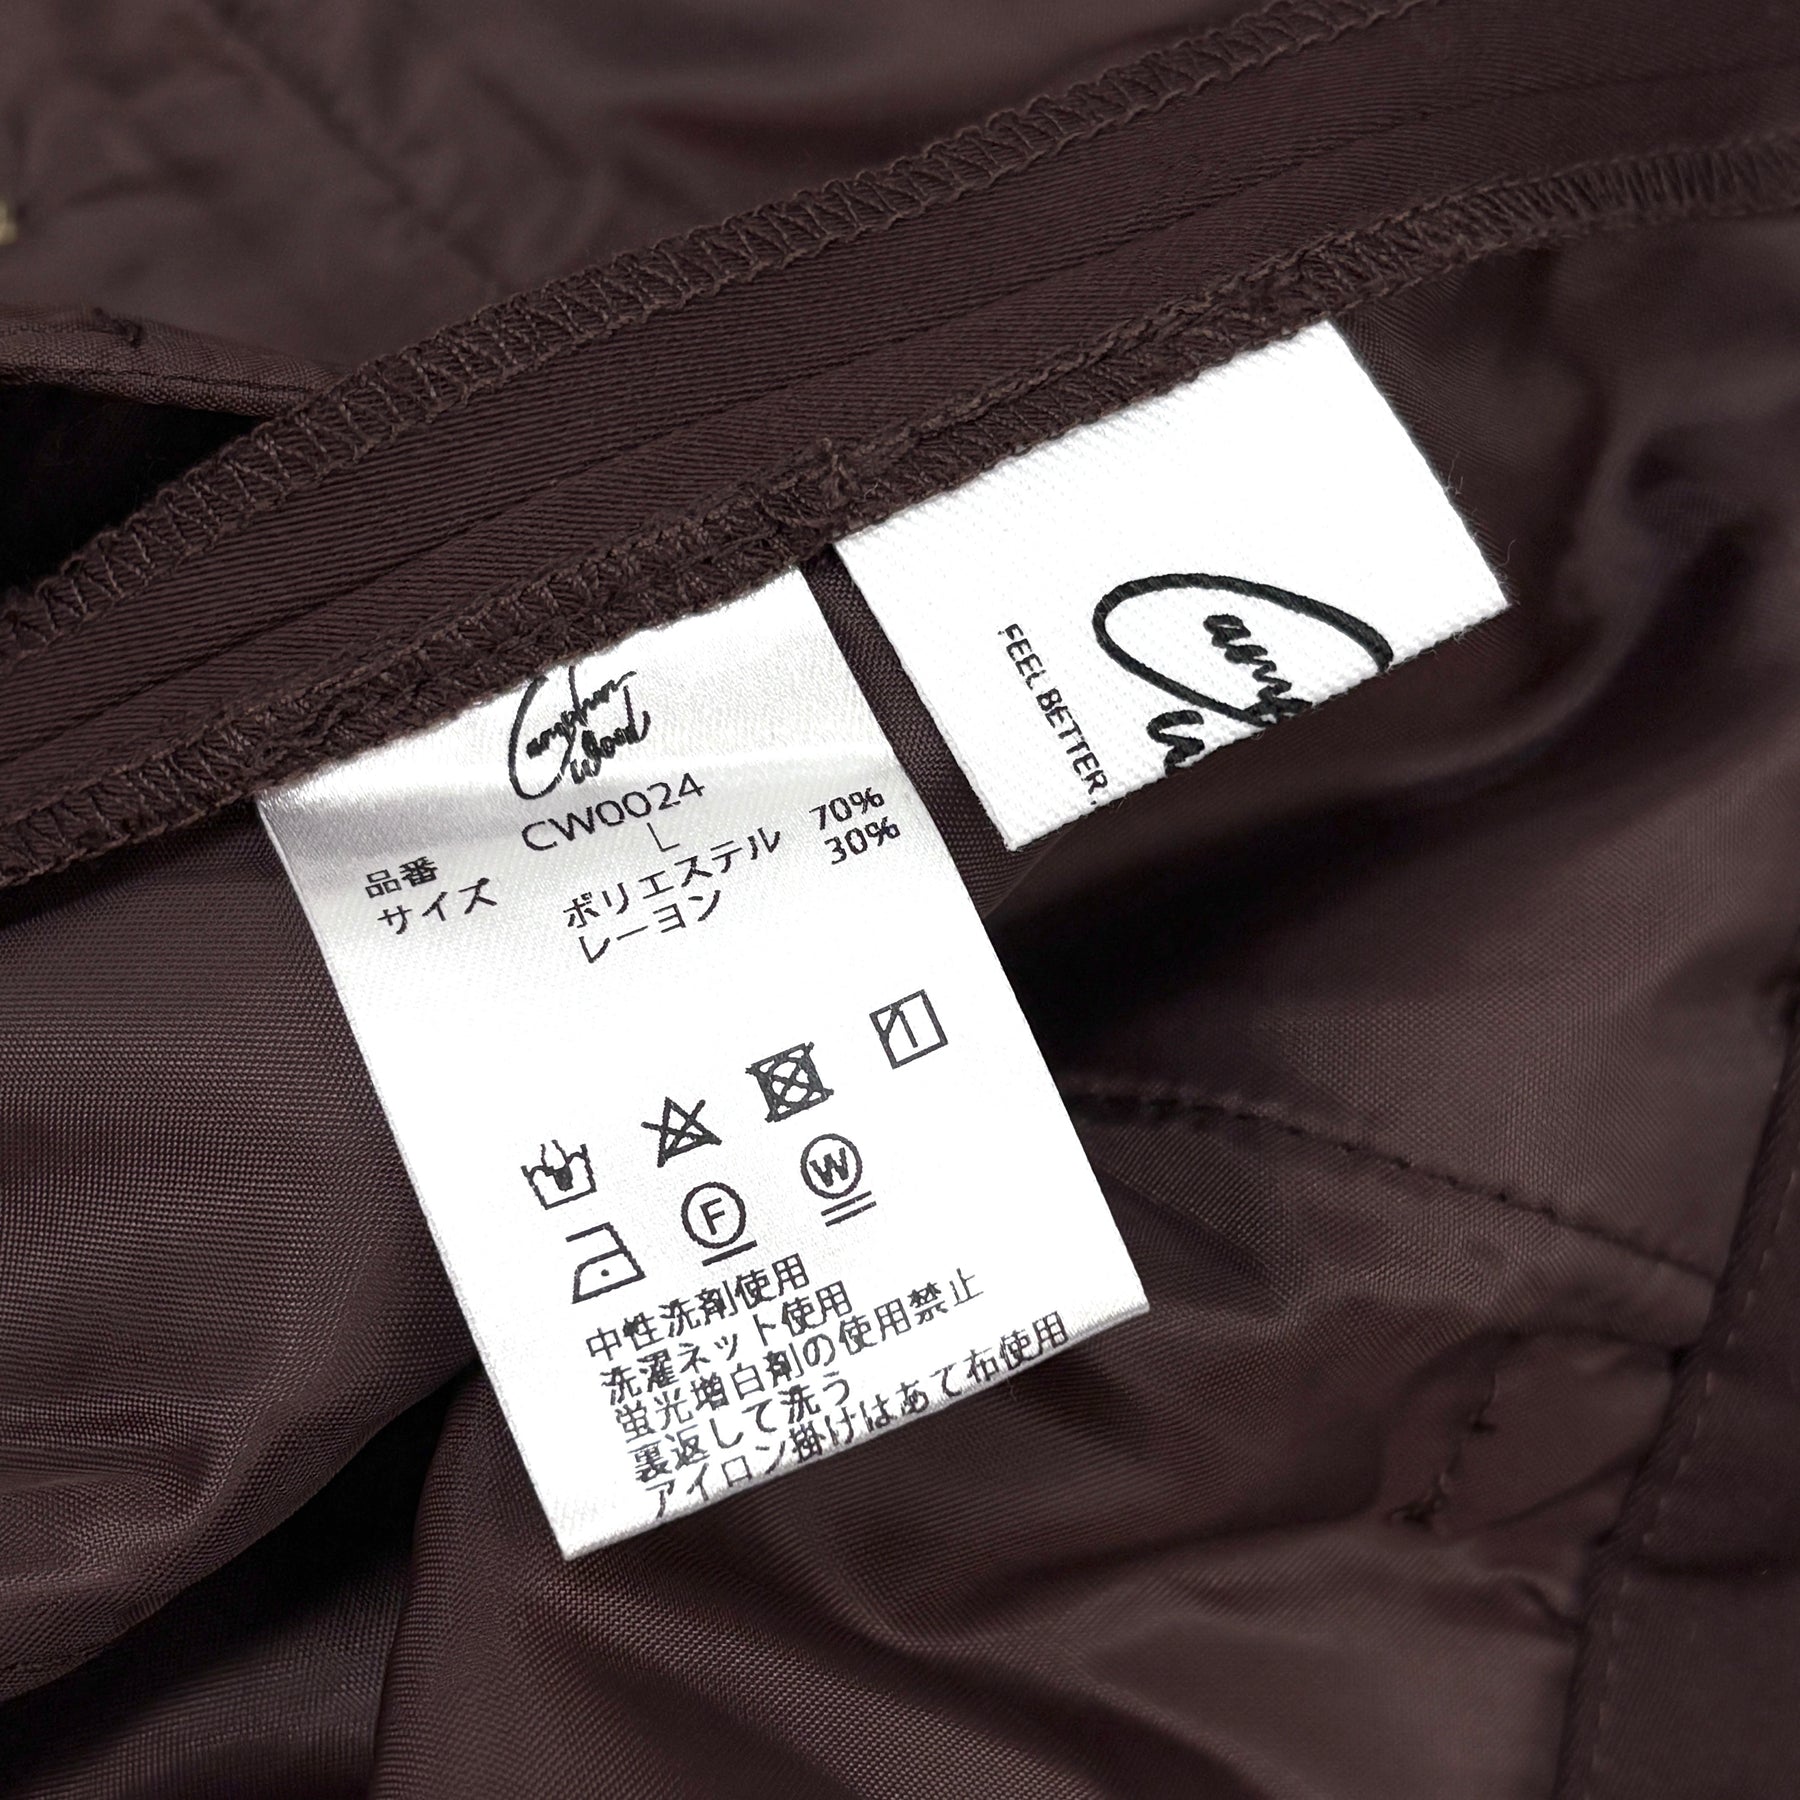 Camphor
Wood
品番 CW0024
サイズ L
ポリエステル 70%
レーヨン 30%
1
F
W
中性洗剤使用
洗濯ネット使用
蛍光増白剤の使用禁止
裏返して洗う
アイロン掛けはあて布使用
FEEL BETTER,